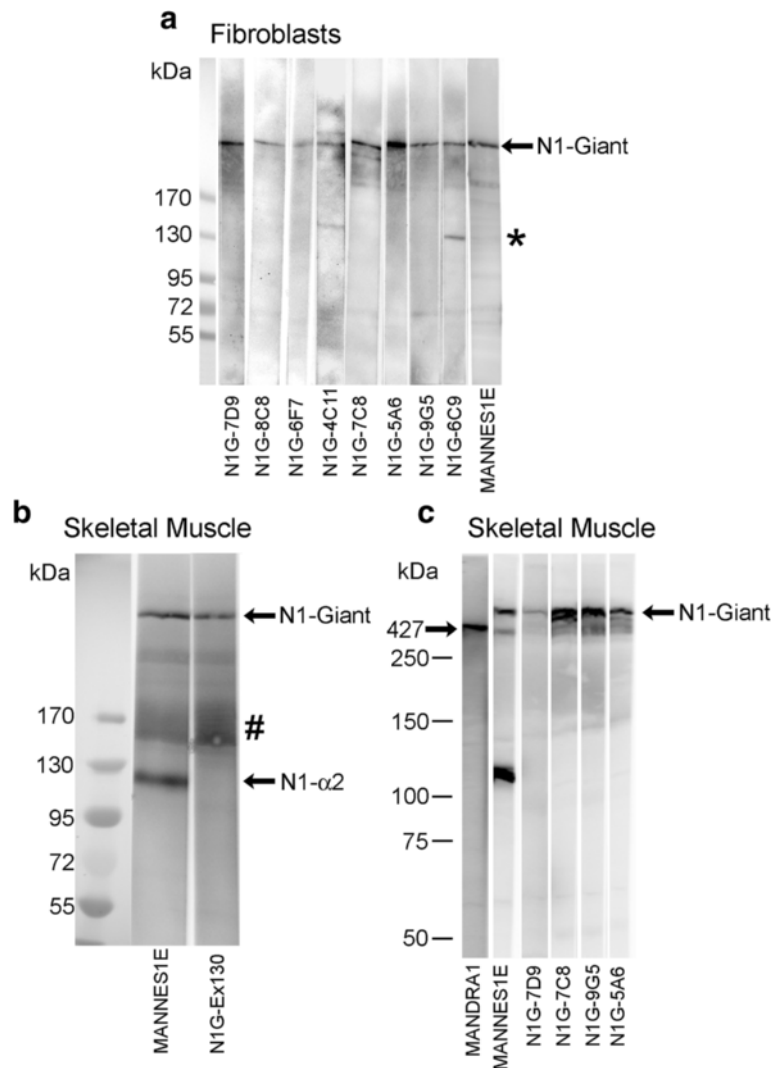 a Fibroblasts
kDa
N1-Giant
170
130
*
95
72
55
N1G-7D9
N1G-8C8
N1G-6F7
N1G-4C11
N1G-7C8
N1G-5A6
N1G-9G5
N1G-6C9
MANNES1E
b Skeletal Muscle
kDa
N1-Giant
170
#
130
N1-α2
95
72
55
MANNES1E
N1G-Ex130
c Skeletal Muscle
kDa
N1-Giant
427
250
150
100
75
50
MANDRA1
MANNES1E
N1G-7D9
N1G-7C8
N1G-9G5
N1G-5A6